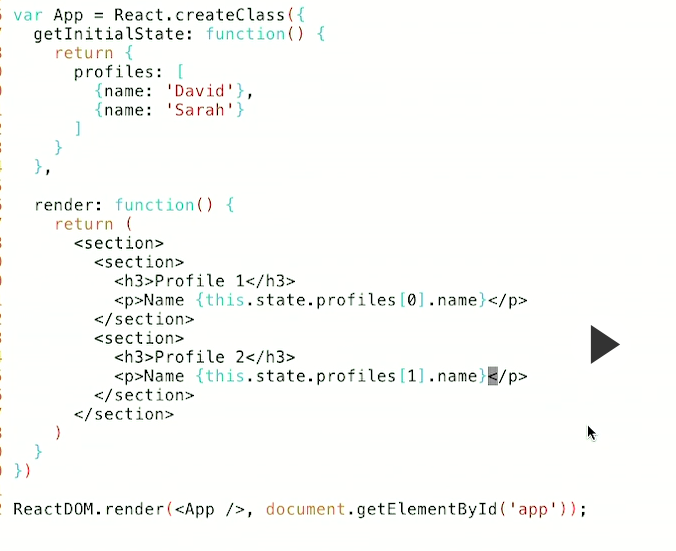 var App = React.createClass({
  getInitialState: function() {
    return {
      profiles: [
        {name: 'David'},
        {name: 'Sarah'}
      ]
    }
  },
  render: function() {
    return (
      <section>
        <section>
          <h3>Profile 1</h3>
          <p>Name {this.state.profiles[0].name}</p>
        </section>
        <section>
          <h3>Profile 2</h3>
          <p>Name {this.state.profiles[1].name}</p>
        </section>
      </section>
    )
  }
})
ReactDOM.render(<App />, document.getElementById('app'));